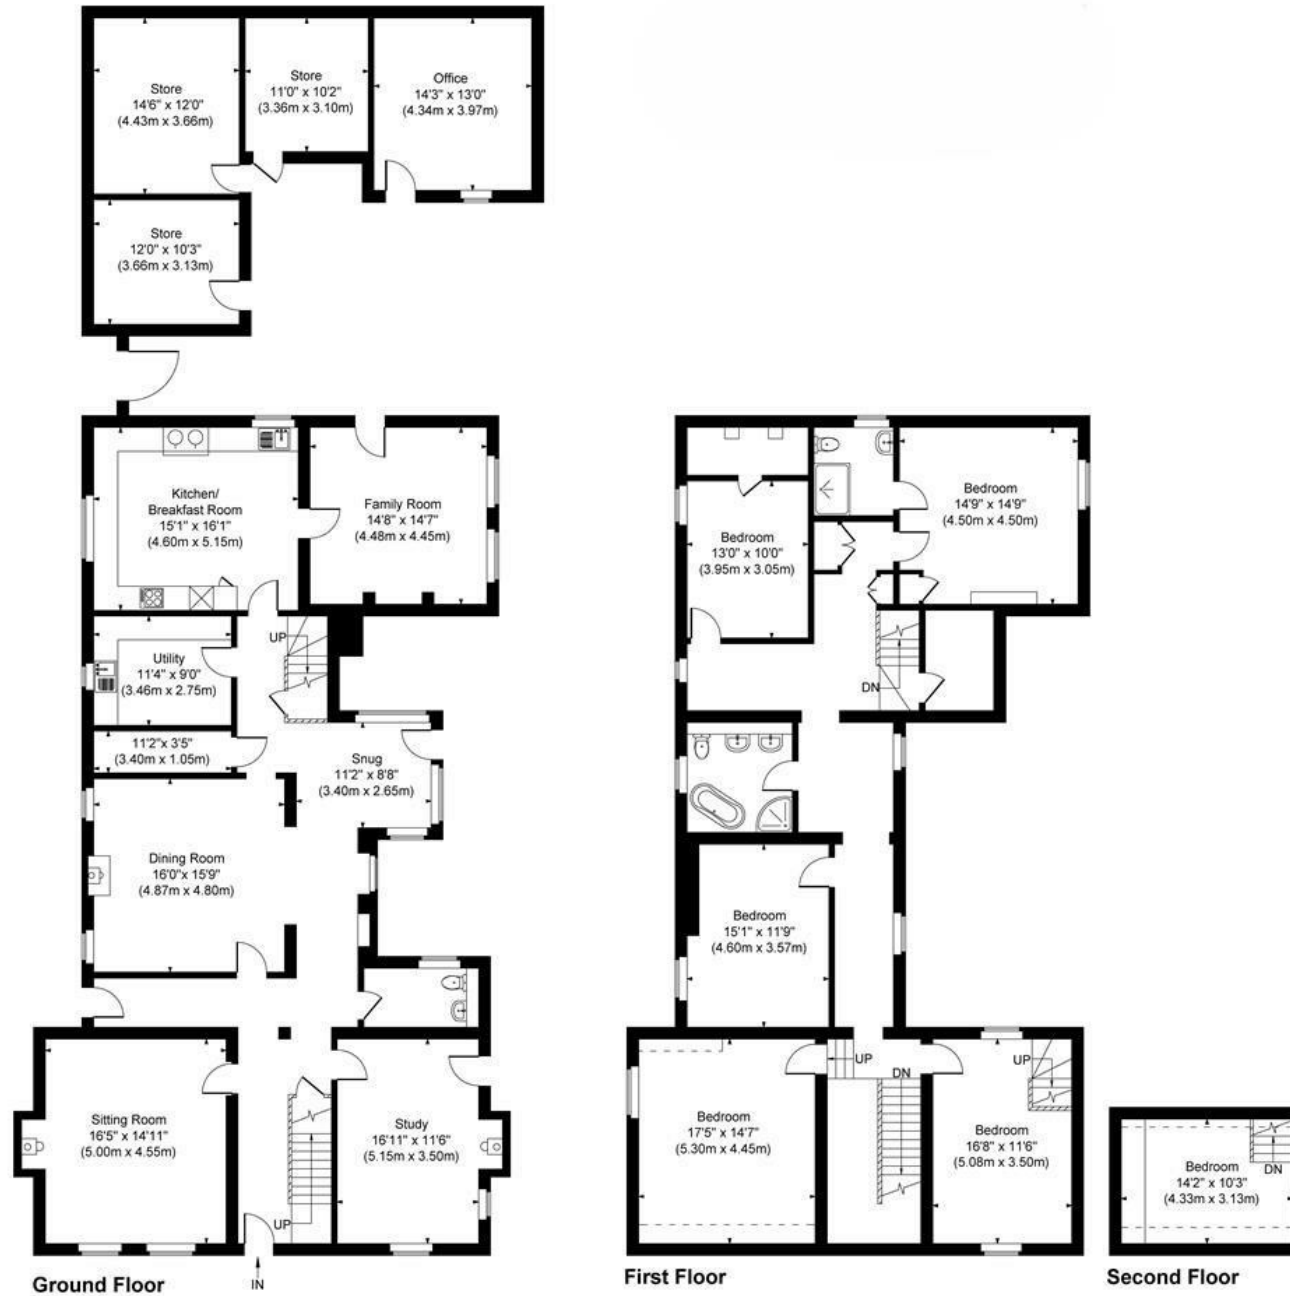 Store
14'6" x 12'0"
(4.43m x 3.66m)
Store
11'0" x 10'2"
(3.36m x 3.10m)
Office
14'3" x 13'0"
(4.34m x 3.97m)
Store
12'0" x 10'3"
(3.66m x 3.13m)
Kitchen/
Breakfast Room
15'1" x 16'1"
(4.60m x 5.15m)
Family Room
14'8" x 14'7"
(4.48m x 4.45m)
UP
Utility
11'4" x 9'0"
(3.46m x 2.75m)
11'2"x 3'5"
(3.40m x 1.05m)
Snug
11'2" x 8'8"
(3.40m x 2.65m)
Dining Room
16'0" x 15'9"
(4.87m x 4.80m)
Sitting Room
16'5" x 14'11"
(5.00m x 4.55m)
Study
16'11" x 11'6"
(5.15m x 3.50m)
UP
IN
Ground Floor
Bedroom
13'0" x 10'0"
(3.95m x 3.05m)
Bedroom
14'9" x 14'9"
(4.50m x 4.50m)
DN
Bedroom
15'1" x 11'9"
(4.60m x 3.57m)
UP
DN
UP
Bedroom
17'5" x 14'7"
(5.30m x 4.45m)
Bedroom
16'8" x 11'6"
(5.08m x 3.50m)
First Floor
Bedroom
14'2" x 10'3"
(4.33m x 3.13m)
DN
Second Floor